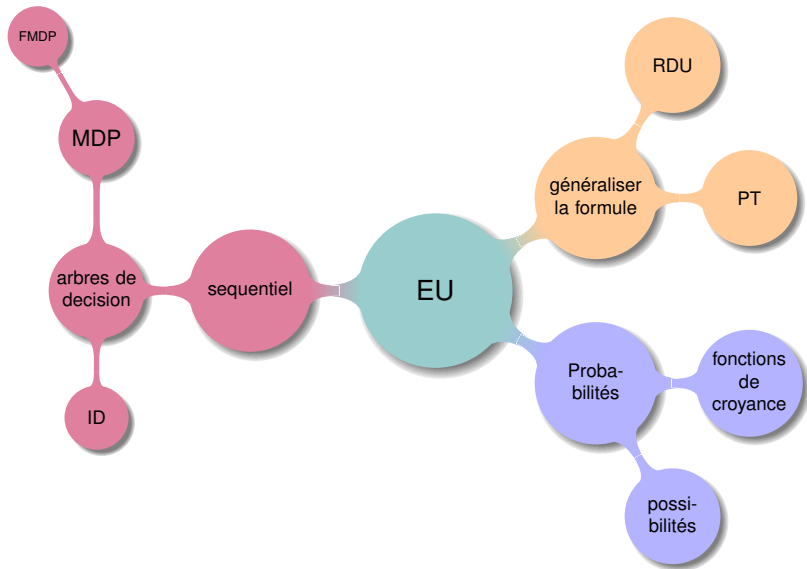 FMDP
MDP
arbres de
decision
ID
sequentiel
EU
RDU
généraliser
la formule
PT
Proba-
bilités
fonctions
de
croyance
possi-
bilités